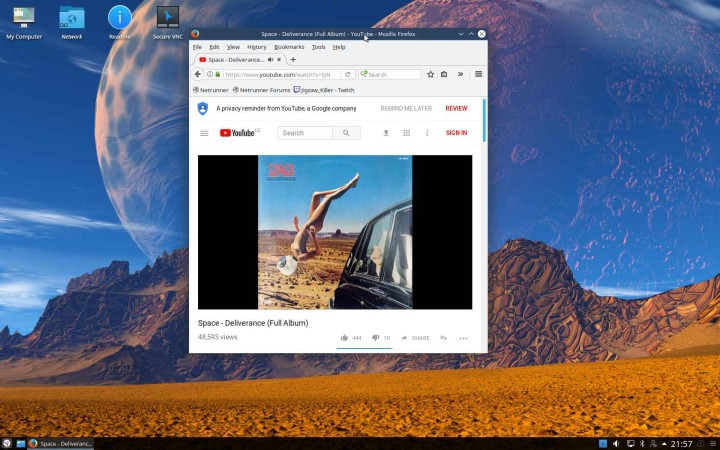 My Computer
Network
Readme
Secure VNC
Space - Deliverance (Full Album) - YouTube - Mozilla Firefox
File Edit View History Bookmarks Tools Help
Space - Deliverance...
https://www.youtube.com/watch?v=SJN
Search
Netrunner Netrunner Forums Jigzaw_Killer - Twitch
A privacy reminder from YouTube, a Google company REMIND ME LATER REVIEW
YouTube DE Search SIGN IN
SPACE
Space - Deliverance (Full Album)
48,593 views
444 18 SHARE
Space - Deliveranc... 21:57